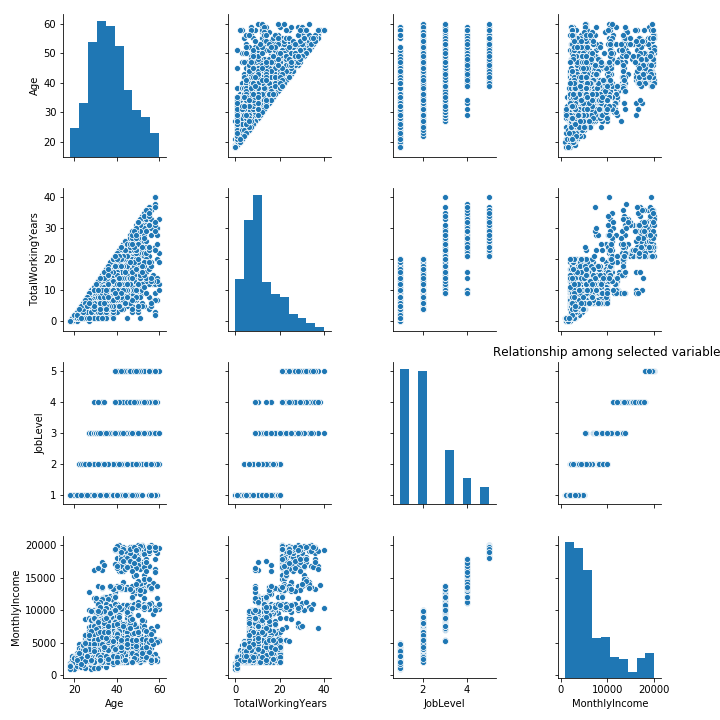 60
50
40
30
20
Age
40
30
20
10
0
TotalWorkingYears
Relationship among selected variable
5
4
3
2
1
JobLevel
20000
15000
10000
5000
0
MonthlyIncome
20 40 60
Age
0 20 40
TotalWorkingYears
2 4
JobLevel
0 10000 20000
MonthlyIncome